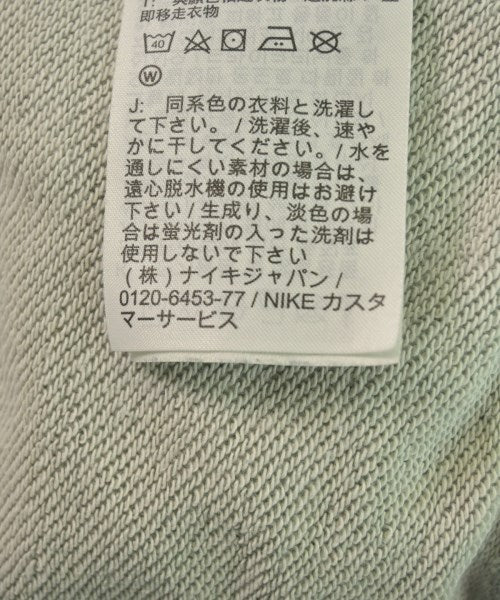 即移走衣物
40
W
J: 同系色の衣料と洗濯し
て下さい。/ 洗濯後、速や
かに干してください。/ 水を
通しにくい素材の場合は、
遠心脱水機の使用はお避け
下さい / 生成り、淡色の場
合は蛍光剤の入った洗剤は
使用しないで下さい
(株) ナイキジャパン /
0120-6453-77 / NIKE カスタ
マーサービス